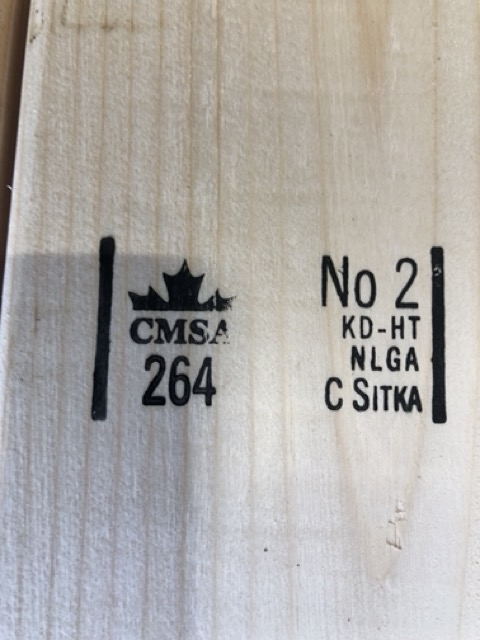 CMSA
264
No 2
KD-HT
NLGA
C SITKA